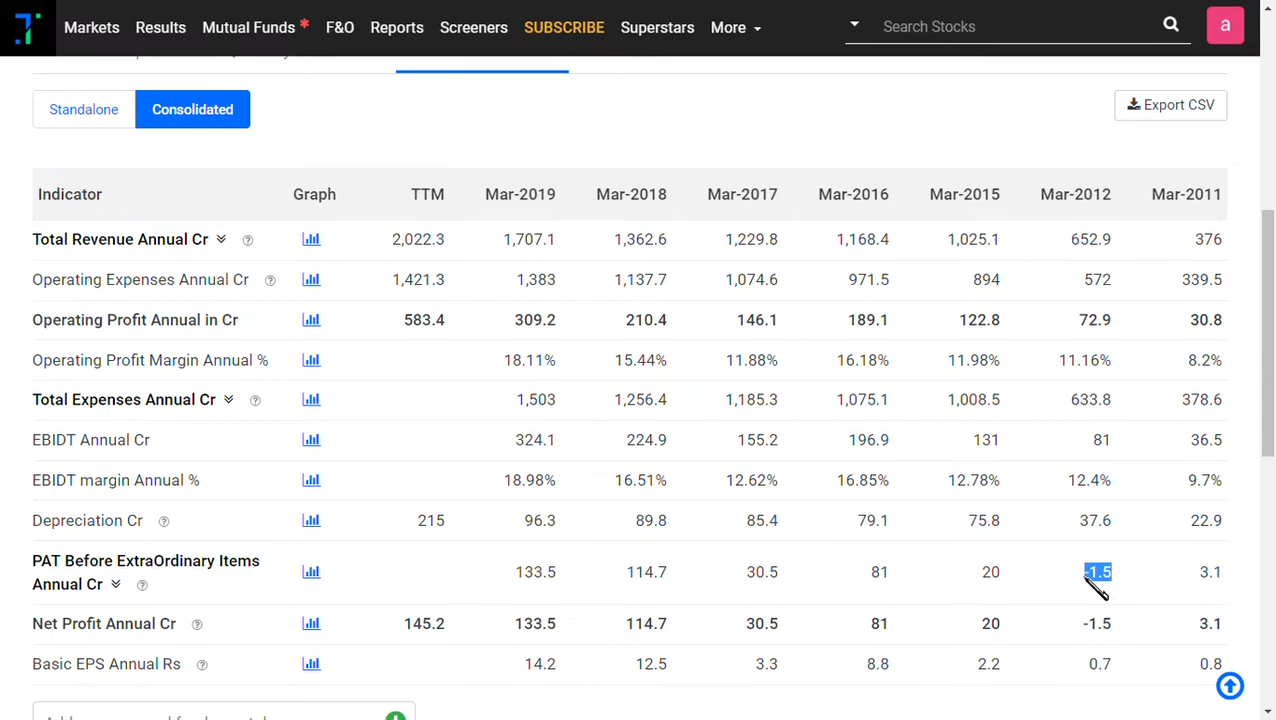 Markets Results Mutual Funds * F&O Reports Screeners SUBSCRIBE Superstars More Search Stocks a
Standalone Consolidated Export CSV
Indicator Graph TTM Mar-2019 Mar-2018 Mar-2017 Mar-2016 Mar-2015 Mar-2012 Mar-2011
Total Revenue Annual Cr ? 2,022.3 1,707.1 1,362.6 1,229.8 1,168.4 1,025.1 652.9 376
Operating Expenses Annual Cr ? 1,421.3 1,383 1,137.7 1,074.6 971.5 894 572 339.5
Operating Profit Annual in Cr 583.4 309.2 210.4 146.1 189.1 122.8 72.9 30.8
Operating Profit Margin Annual % 18.11% 15.44% 11.88% 16.18% 11.98% 11.16% 8.2%
Total Expenses Annual Cr ? 1,503 1,256.4 1,185.3 1,075.1 1,008.5 633.8 378.6
EBIDT Annual Cr 324.1 224.9 155.2 196.9 131 81 36.5
EBIDT margin Annual % 18.98% 16.51% 12.62% 16.85% 12.78% 12.4% 9.7%
Depreciation Cr ? 215 96.3 89.8 85.4 79.1 75.8 37.6 22.9
PAT Before ExtraOrdinary Items
Annual Cr ? 133.5 114.7 30.5 81 20 -1.5 3.1
Net Profit Annual Cr ? 145.2 133.5 114.7 30.5 81 20 -1.5 3.1
Basic EPS Annual Rs ? 14.2 12.5 3.3 8.8 2.2 0.7 0.8